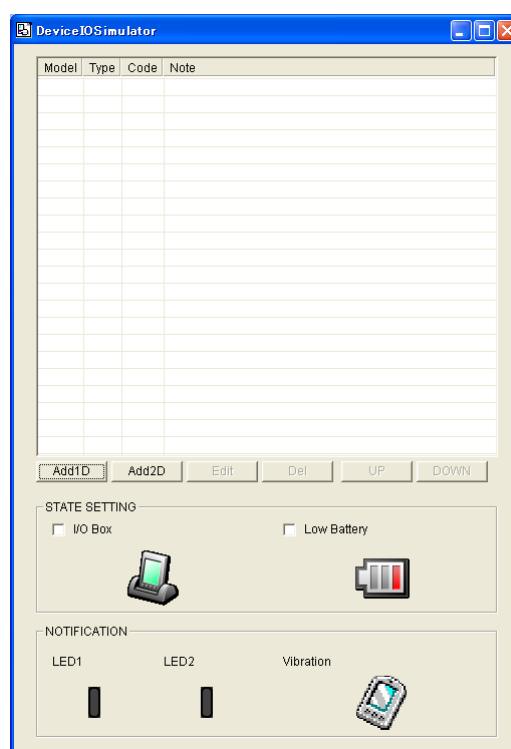 DeviceIOSimulator
Model Type Code Note
Add1D Add2D Edit Del UP DOWN
STATE SETTING
I/O Box Low Battery
NOTIFICATION
LED1 LED2 Vibration